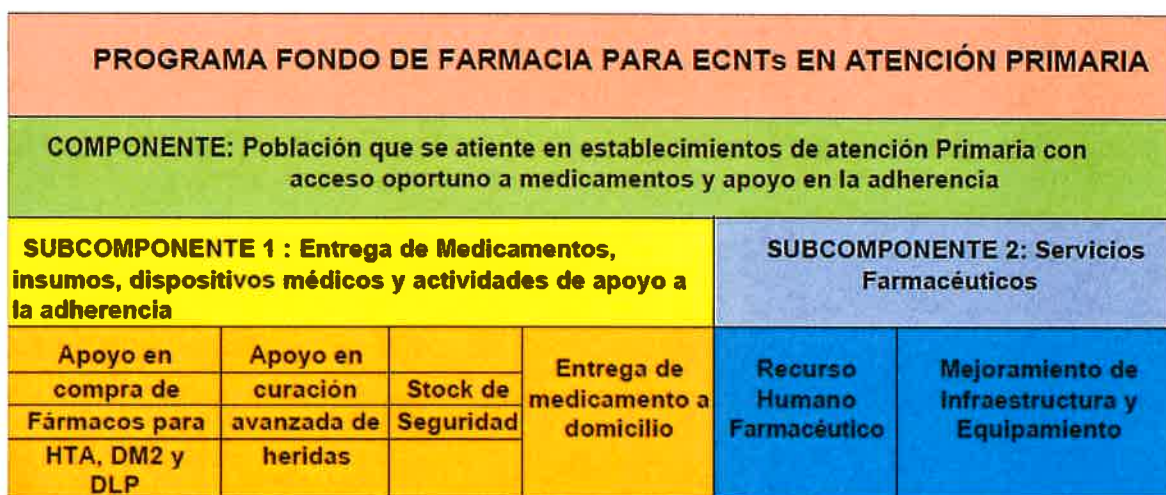 PROGRAMA FONDO DE FARMACIA PARA ECNTs EN ATENCIÓN PRIMARIA
COMPONENTE: Población que se atiente en establecimientos de atención Primaria con
acceso oportuno a medicamentos y apoyo en la adherencia
SUBCOMPONENTE 1 : Entrega de Medicamentos,
insumos, dispositivos médicos y actividades de apoyo a
la adherencia
SUBCOMPONENTE 2: Servicios
Farmacéuticos
Apoyo en
compra de
Fármacos para
HTA, DM2 y
DLP
Apoyo en
curación
avanzada de
heridas
Stock de
Seguridad
Entrega de
medicamento a
domicilio
Recurso
Humano
Farmacéutico
Mejoramiento de
Infraestructura y
Equipamiento